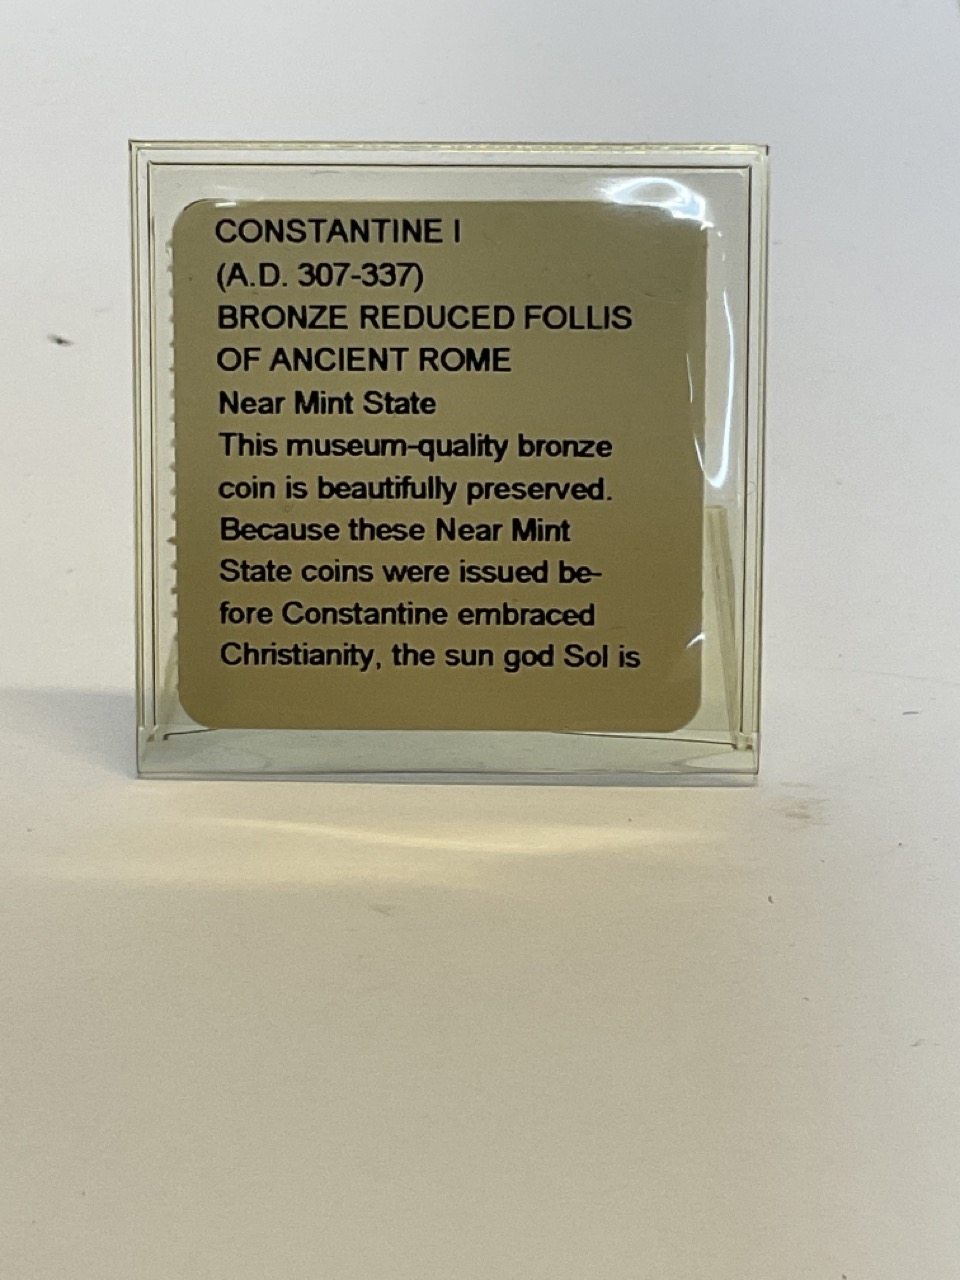 CONSTANTINE I
(A.D. 307-337)
BRONZE REDUCED FOLLIS
OF ANCIENT ROME
Near Mint State
This museum-quality bronze
coin is beautifully preserved.
Because these Near Mint
State coins were issued be-
fore Constantine embraced
Christianity, the sun god Sol is